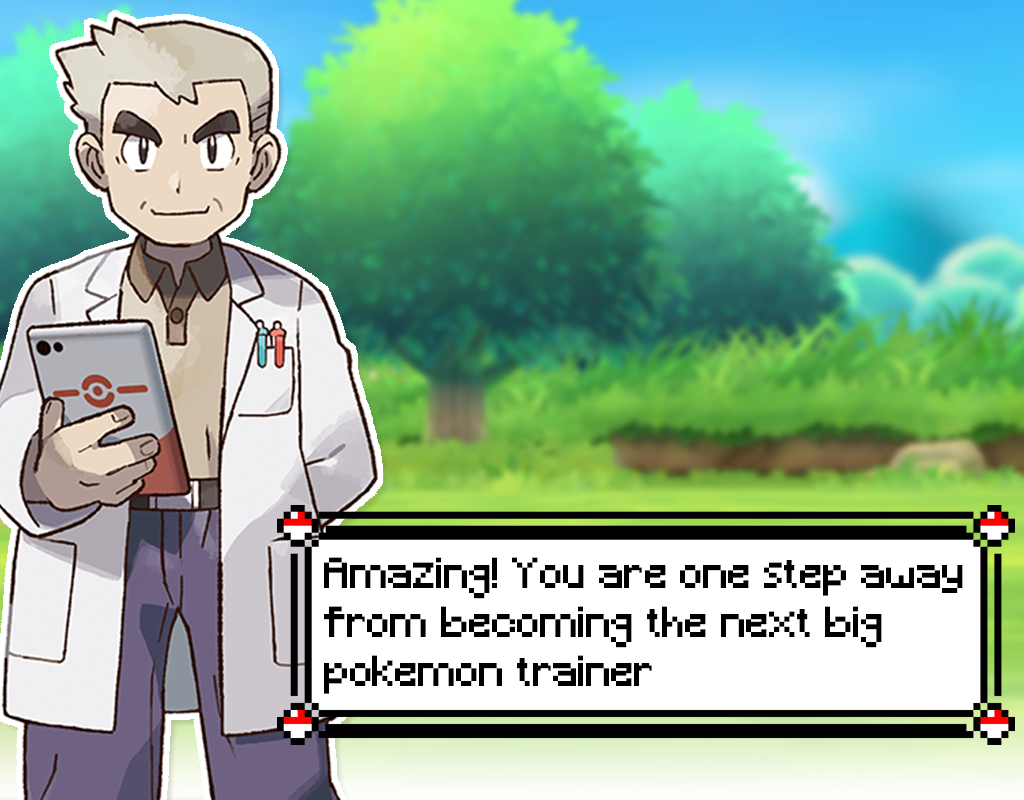 Amazing! You are one step away
from becoming the next big
pokemon trainer